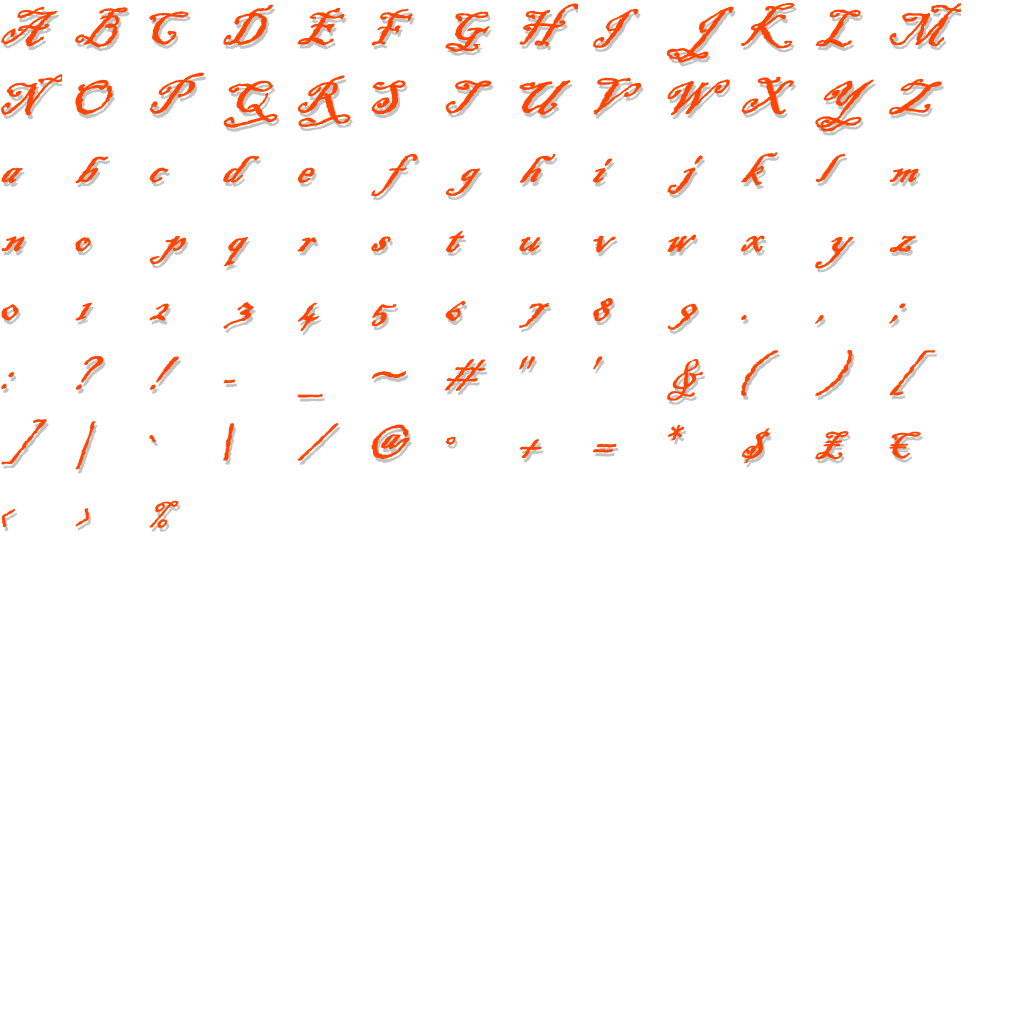 A B C D E F G H I J K L M
N O P Q R S T U V W X Y Z
a b c d e f g h i j k l m
n o p q r s t u v w x y z
0 1 2 3 4 5 6 7 8 9 . , ;
: ? ! - _ ~ # " ' & ( ) [
] | ` \ / @ ° + = * $ £ €
< > %